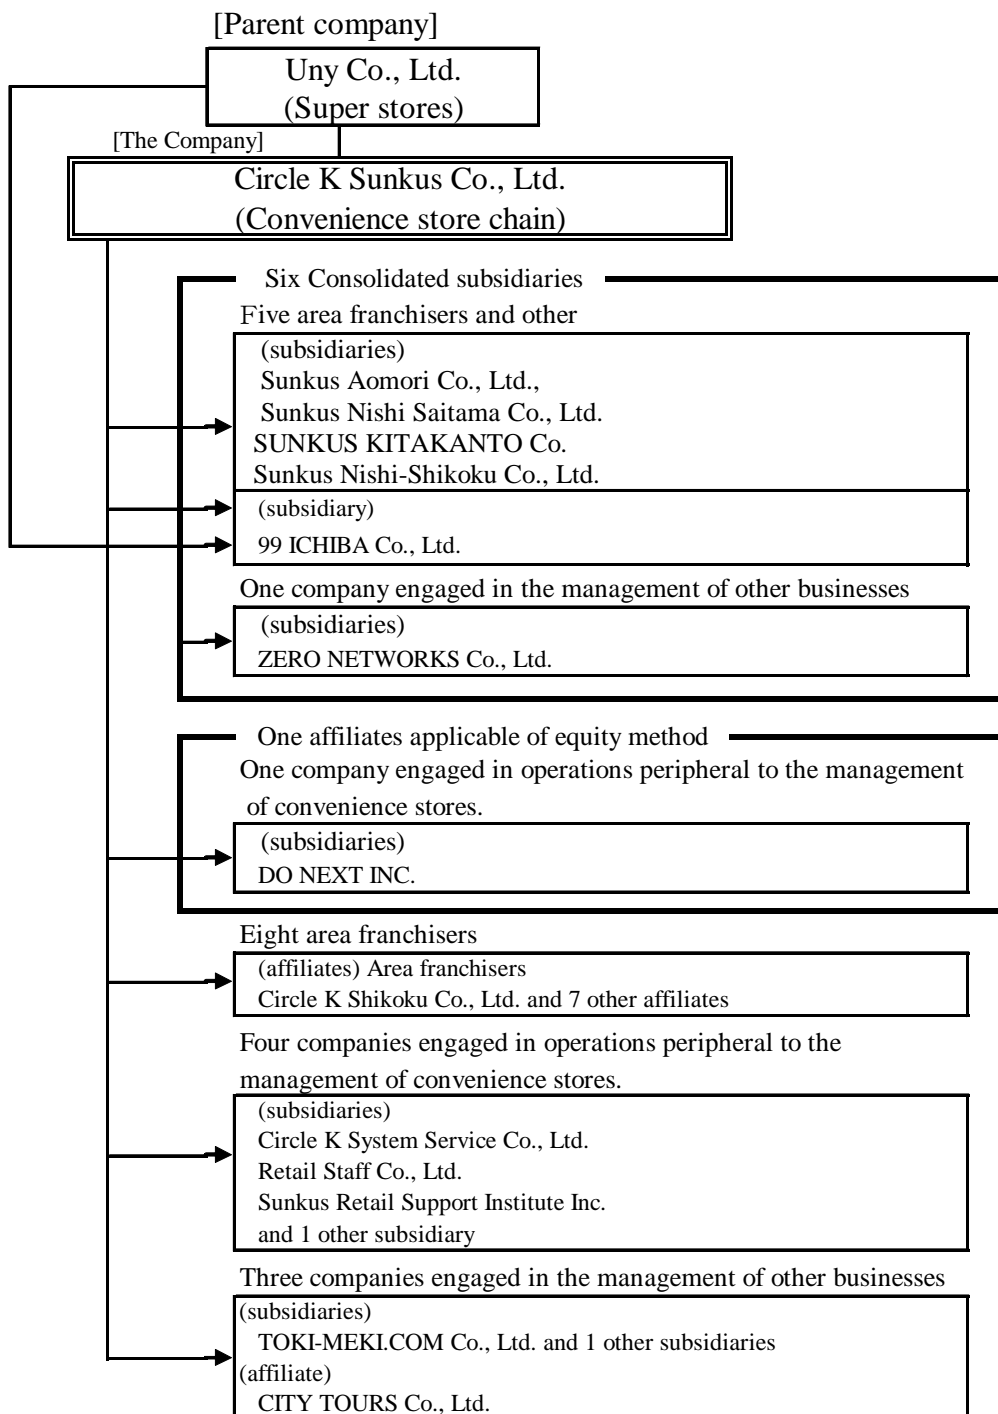 [Parent company]
Uny Co., Ltd.
(Super stores)
[The Company]
Circle K Sunkus Co., Ltd.
(Convenience store chain)
Six Consolidated subsidiaries
Five area franchisers and other
(subsidiaries)
Sunkus Aomori Co., Ltd.,
Sunkus Nishi Saitama Co., Ltd.
SUNKUS KITAKANTO Co.
Sunkus Nishi-Shikoku Co., Ltd.
(subsidiary)
99 ICHIBA Co., Ltd.
One company engaged in the management of other businesses
(subsidiaries)
ZERO NETWORKS Co., Ltd.
One affiliates applicable of equity method
One company engaged in operations peripheral to the management
of convenience stores.
(subsidiaries)
DO NEXT INC.
Eight area franchisers
(affiliates) Area franchisers
Circle K Shikoku Co., Ltd. and 7 other affiliates
Four companies engaged in operations peripheral to the
management of convenience stores.
(subsidiaries)
Circle K System Service Co., Ltd.
Retail Staff Co., Ltd.
Sunkus Retail Support Institute Inc.
and 1 other subsidiary
Three companies engaged in the management of other businesses
(subsidiaries)
TOKI-MEKI.COM Co., Ltd. and 1 other subsidiaries
(affiliate)
CITY TOURS Co., Ltd.